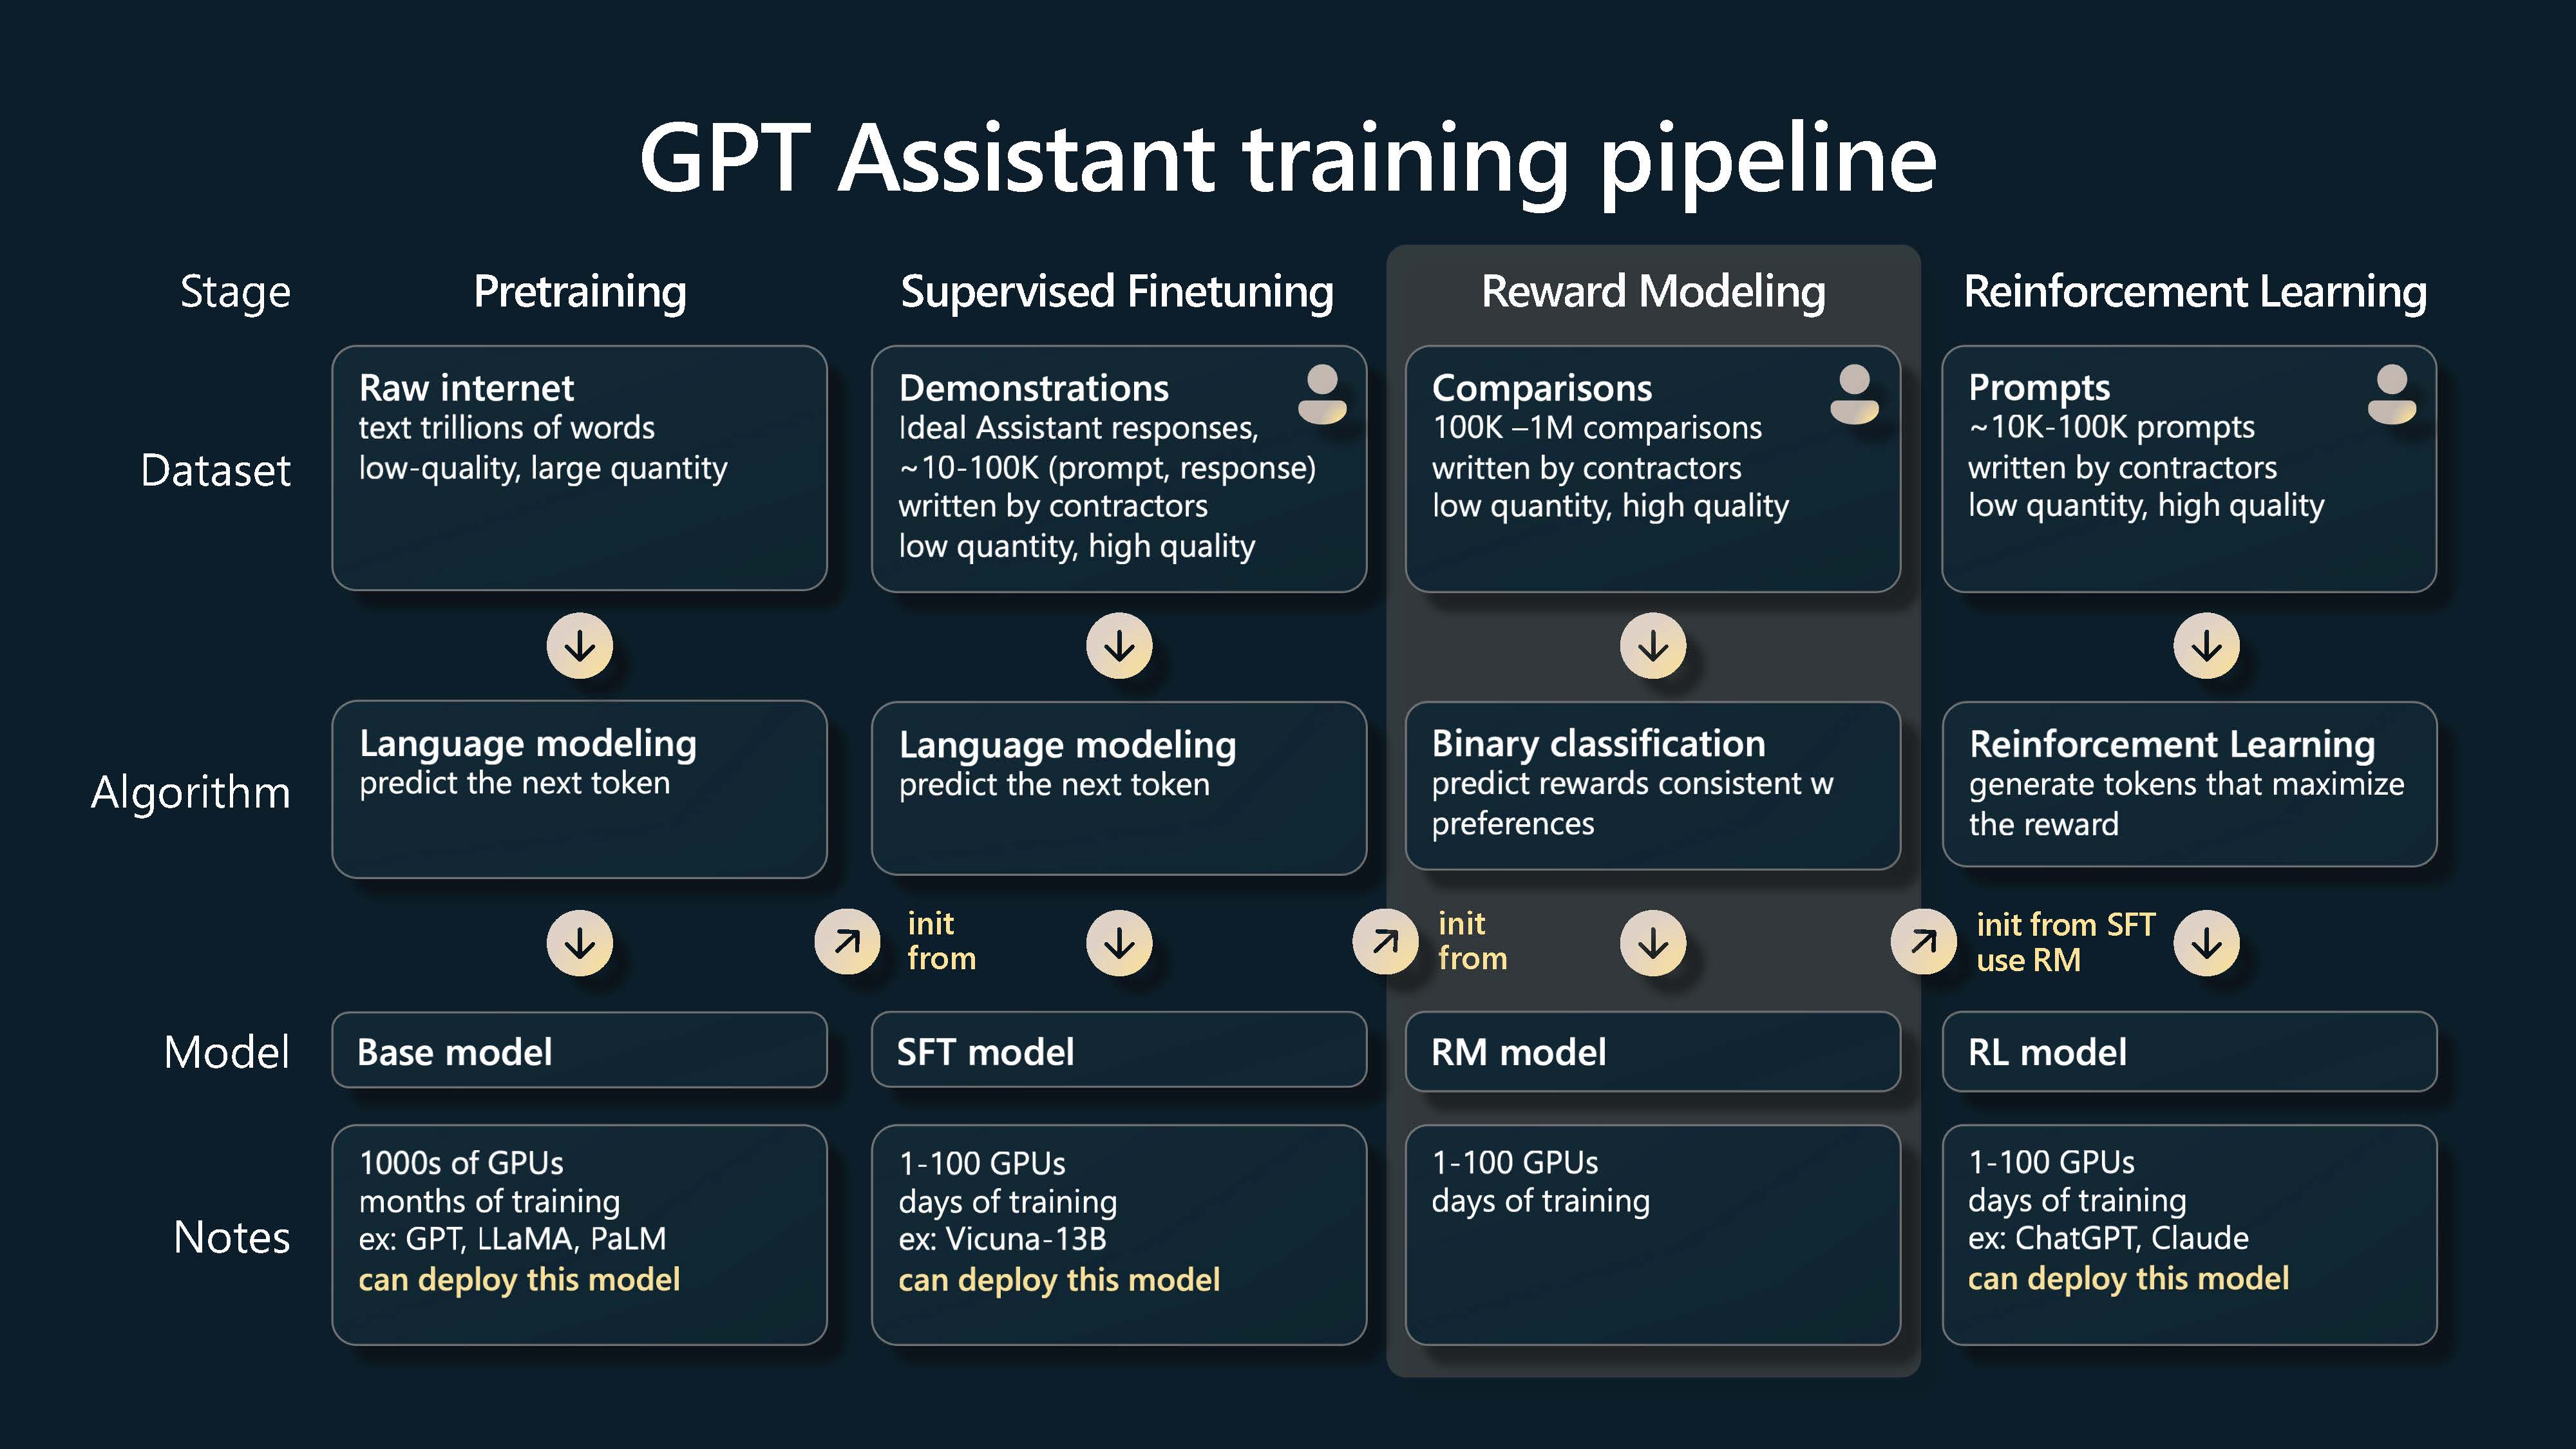 GPT Assistant training pipeline
Stage
Pretraining
Supervised Finetuning
Reward Modeling
Reinforcement Learning
Dataset
Raw internet
text trillions of words
low-quality, large quantity
Demonstrations
Ideal Assistant responses,
~10-100K (prompt, response)
written by contractors
low quantity, high quality
Comparisons
100K –1M comparisons
written by contractors
low quantity, high quality
Prompts
~10K-100K prompts
written by contractors
low quantity, high quality
Algorithm
Language modeling
predict the next token
Language modeling
predict the next token
Binary classification
predict rewards consistent w
preferences
Reinforcement Learning
generate tokens that maximize
the reward
init
from
init
from
init from SFT
use RM
Model
Base model
SFT model
RM model
RL model
Notes
1000s of GPUs
months of training
ex: GPT, LLaMA, PaLM
can deploy this model
1-100 GPUs
days of training
ex: Vicuna-13B
can deploy this model
1-100 GPUs
days of training
1-100 GPUs
days of training
ex: ChatGPT, Claude
can deploy this model